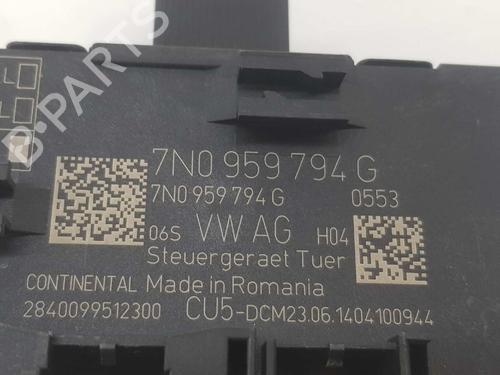 B-PARTS
L
L
7N0 959 794 G
7N0 959 794 G 0553
06S VW AG H04
Steuergeraet Tuer
CONTINENTAL Made in Romania
2840099512300 CU5-DCM23.06.1404100944